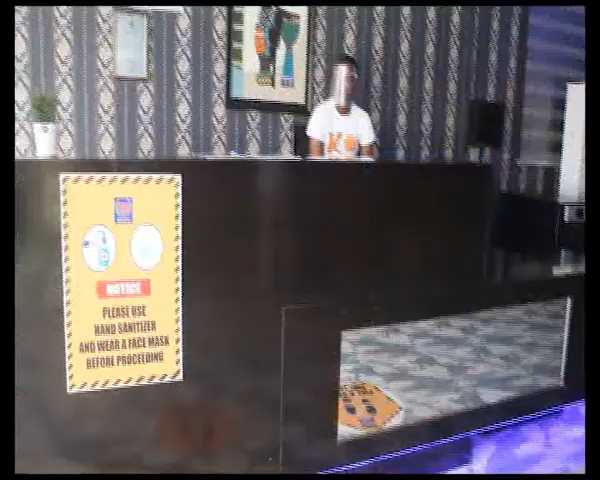 NOTICE
PLEASE USE
HAND SANITIZER
AND WEAR A FACE MASK
BEFORE PROCEEDING